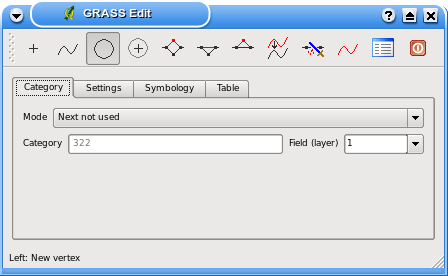 GRASS Edit
Category Settings Symbology Table
Mode Next not used
Category 322 Field (layer) 1
Left: New vertex